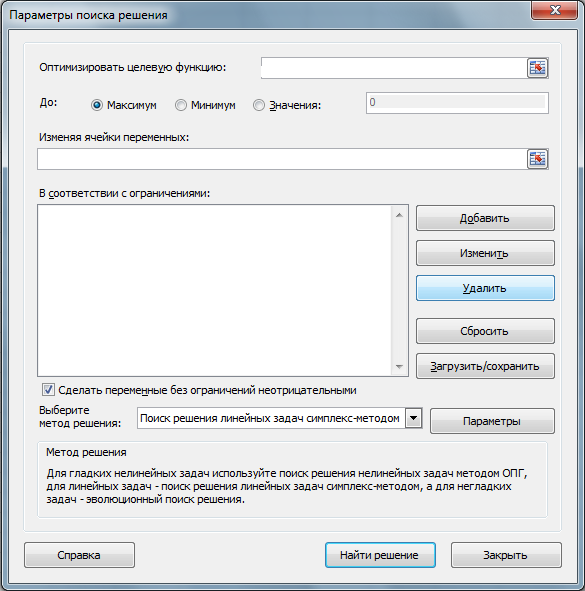 Параметры поиска решения
Оптимизировать целевую функцию:
До: Максимум Минимум Значения: 0
Изменяя ячейки переменных:
В соответствии с ограничениями:
Добавить
Изменить
Удалить
Сбросить
Загрузить/сохранить
Сделать переменные без ограничений неотрицательными
Выберите
метод решения:
Поиск решения линейных задач симплекс-методом
Параметры
Метод решения
Для гладких нелинейных задач используйте поиск решения нелинейных задач методом ОПГ,
для линейных задач - поиск решения линейных задач симплекс-методом, а для негладких
задач - эволюционный поиск решения.
Справка Найти решение Закрыть